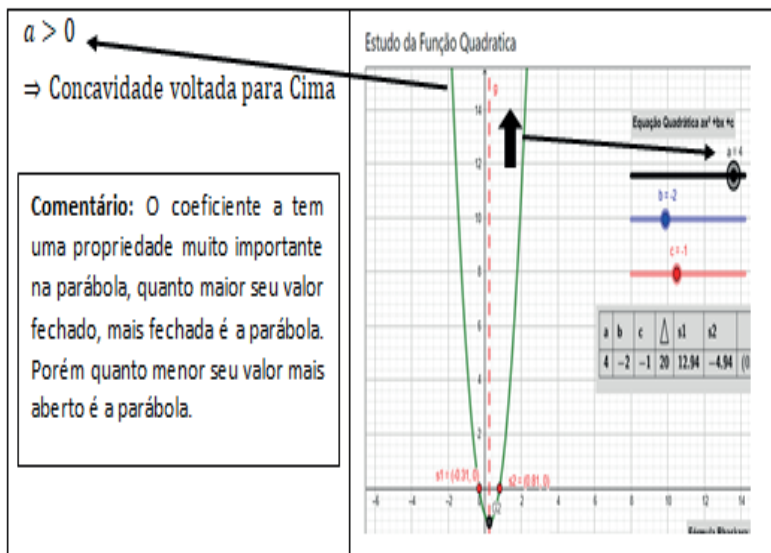 a > 0
⇒ Concavidade voltada para Cima
Comentário: O coeficiente a tem
uma propriedade muito importante
na parábola, quanto maior seu valor
fechado, mais fechada é a parábola.
Porém quanto menor seu valor mais
aberto é a parábola.
Estudo da Função Quadratica
g
14
12
10
8
6
4
2
Equação Quadrática ax² +bx +c
a = 4
b = -2
c = -1
a b c △ s1 s2
4 −2 −1 20 12.94 −4.94 (0
s1 = (-0.31, 0)
s2 = (0.81, 0)
-6 -4 -2 0 2 4 6 8 10 12 14